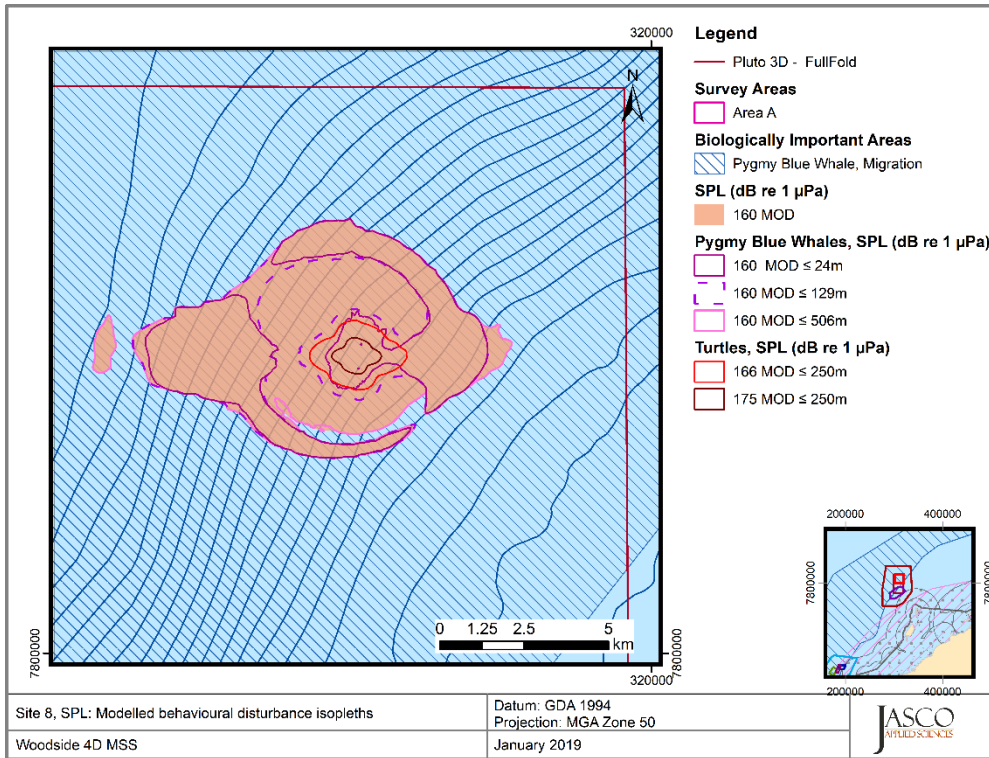 320000
N
7800000
7800000
320000
0 1.25 2.5 5
km
Legend
Pluto 3D - FullFold
Survey Areas
Area A
Biologically Important Areas
Pygmy Blue Whale, Migration
SPL (dB re 1 µPa)
160 MOD
Pygmy Blue Whales, SPL (dB re 1 µPa)
160 MOD ≤ 24m
160 MOD ≤ 129m
160 MOD ≤ 506m
Turtles, SPL (dB re 1 µPa)
166 MOD ≤ 250m
175 MOD ≤ 250m
200000 400000
7800000
7800000
200000 400000
Site 8, SPL: Modelled behavioural disturbance isopleths
Woodside 4D MSS
Datum: GDA 1994
Projection: MGA Zone 50
January 2019
JASCO
APPLIED SCIENCES